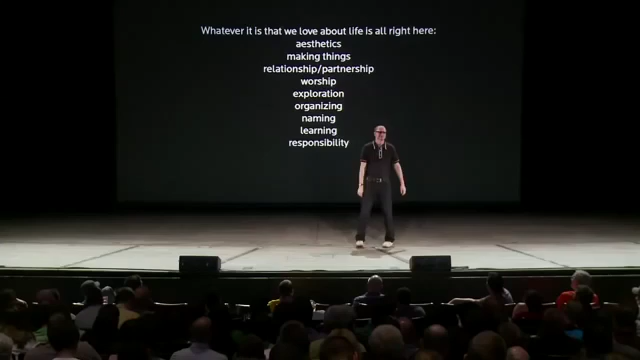 Whatever it is that we love about life is all right here:
aesthetics
making things
relationship/partnership
worship
exploration
organizing
naming
learning
responsibility